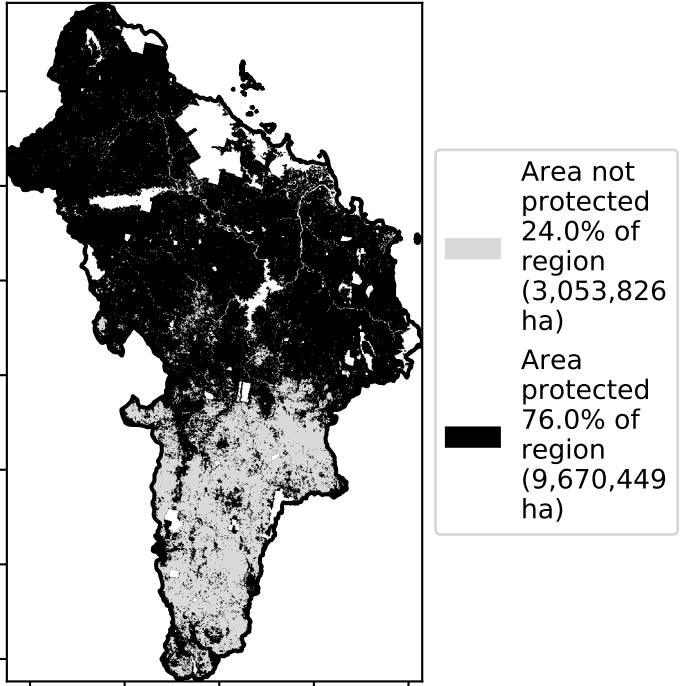 Area not
protected
24.0% of
region
(3,053,826
ha)
Area
protected
76.0% of
region
(9,670,449
ha)